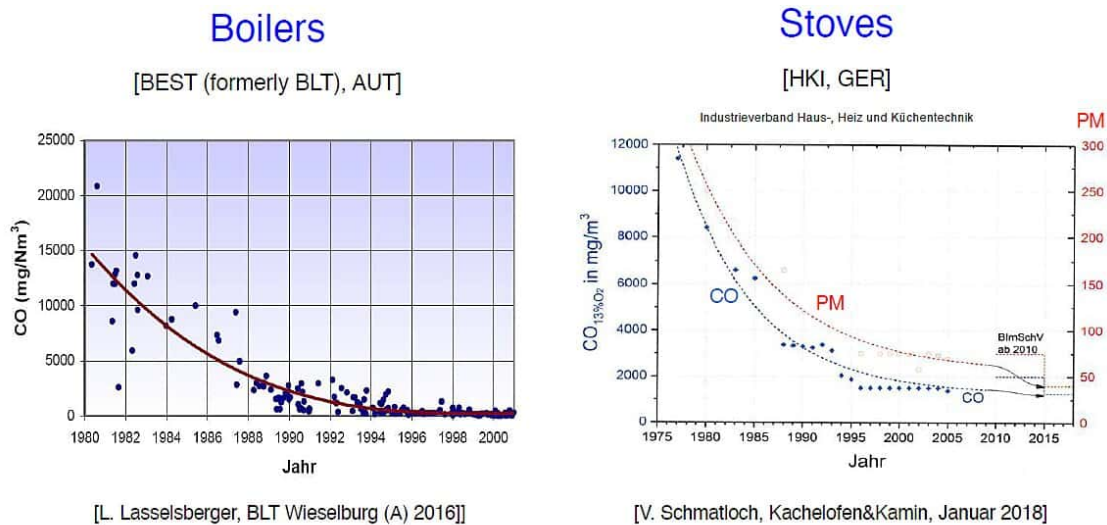 Boilers
[BEST (formerly BLT), AUT]
25000
20000
15000
10000
5000
0
CO (mg/Nm³)
1980 1982 1984 1986 1988 1990 1992 1994 1996 1998 2000
Jahr
[L. Lasselsberger, BLT Wieselburg (A) 2016]]
Stoves
[HKI, GER]
Industrieverband Haus-, Heiz und Küchentechnik
PM
12000
10000
8000
6000
4000
2000
0
CO13%O2 in mg/m³
300
250
200
150
100
50
0
CO
PM
BImSchV
ab 2010
CO
1975 1980 1985 1990 1995 2000 2005 2010 2015
Jahr
[V. Schmatloch, Kachelofen&Kamin, Januar 2018]